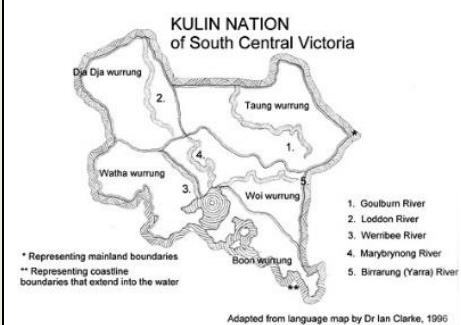 KULIN NATION
of South Central Victoria
Dja Dja wurrung
2.
Taung wurrung
1.
4.
Watha wurrung
5
3.
Woi wurrung
Boon wurrung
**
*
1. Goulburn River
2. Loddon River
3. Werribee River
4. Marybrynong River
5. Birrarung (Yarra) River
* Representing mainland boundaries
** Representing coastline
boundaries that extend into the water
Adapted from language map by Dr Ian Clarke, 1996